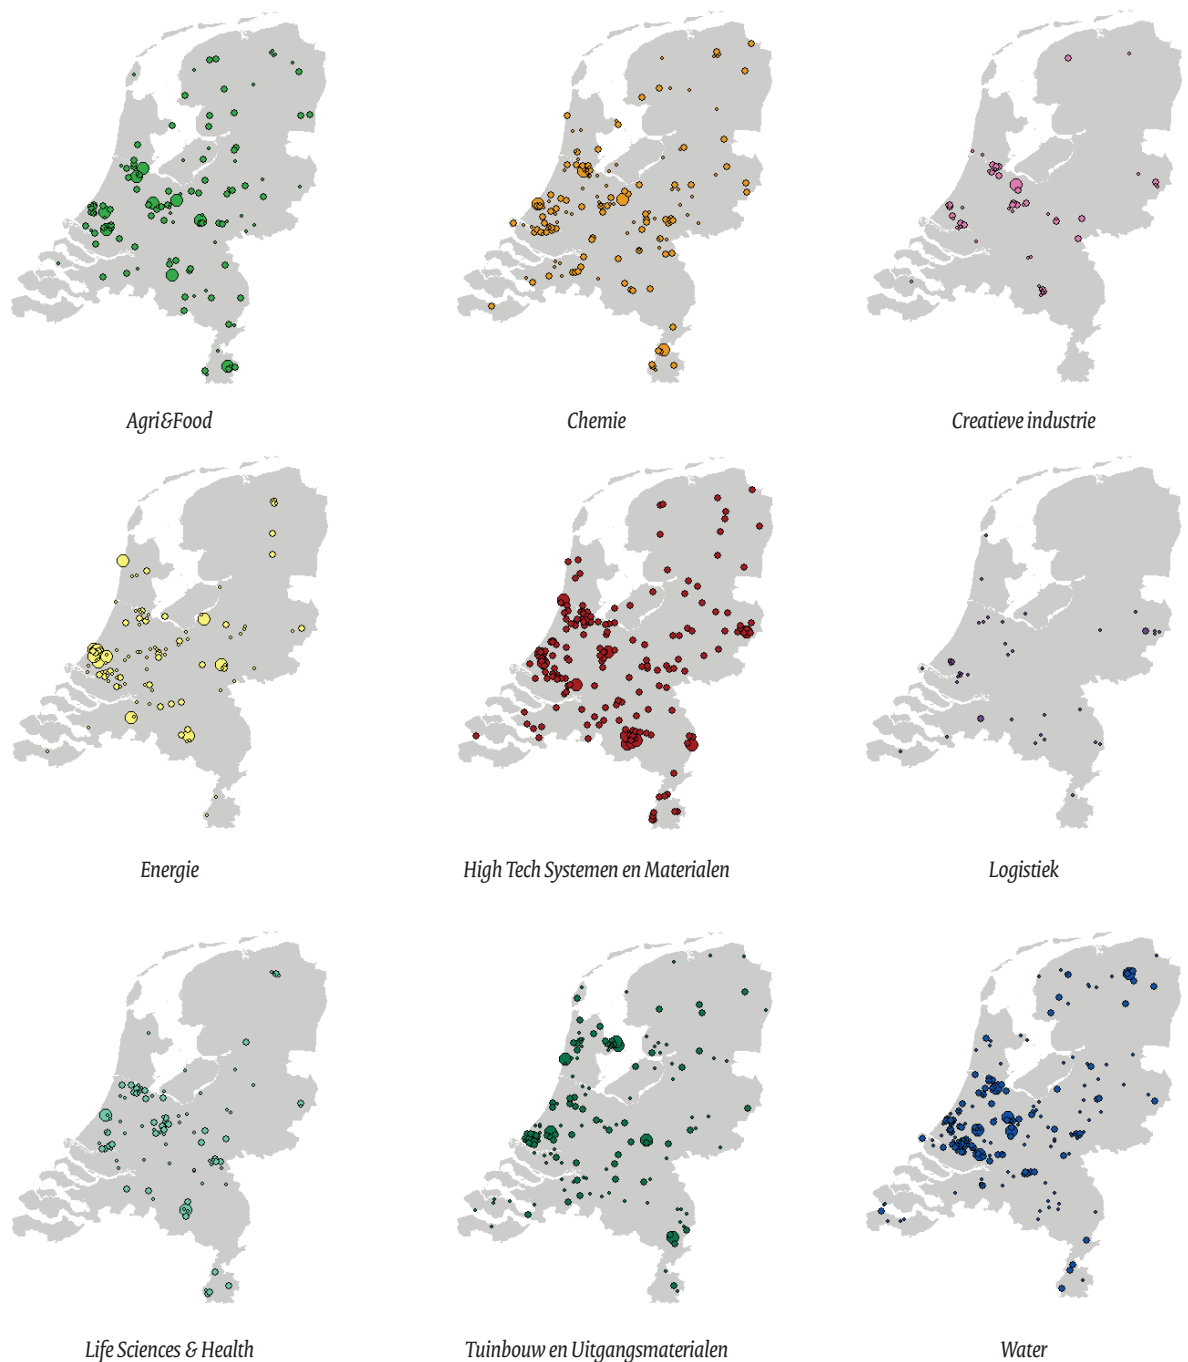 Agri&Food
Chemie
Creatieve industrie
Energie
High Tech Systemen en Materialen
Logistiek
Life Sciences & Health
Tuinbouw en Uitgangsmaterialen
Water